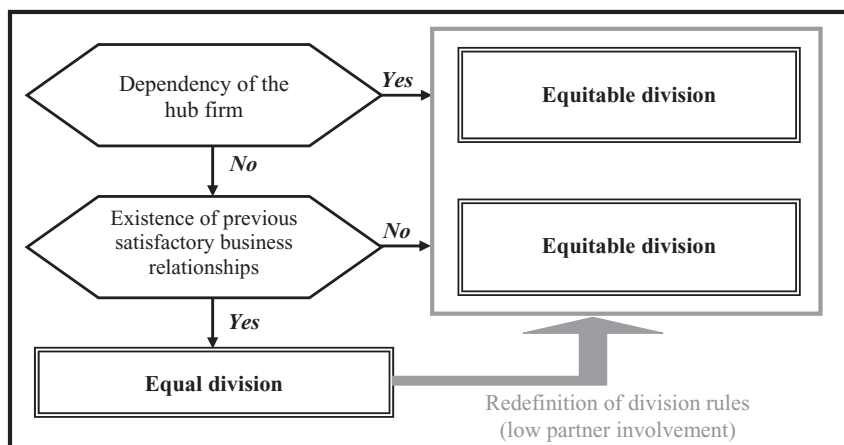 Dependency of the
hub firm
Yes
Equitable division
No
Existence of previous
satisfactory business
relationships
No
Equitable division
Yes
Equal division
Redefinition of division rules
(low partner involvement)